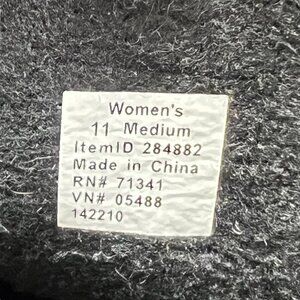 Women's
11 Medium
ItemID 284882
Made in China
RN# 71341
VN# 05488
142210